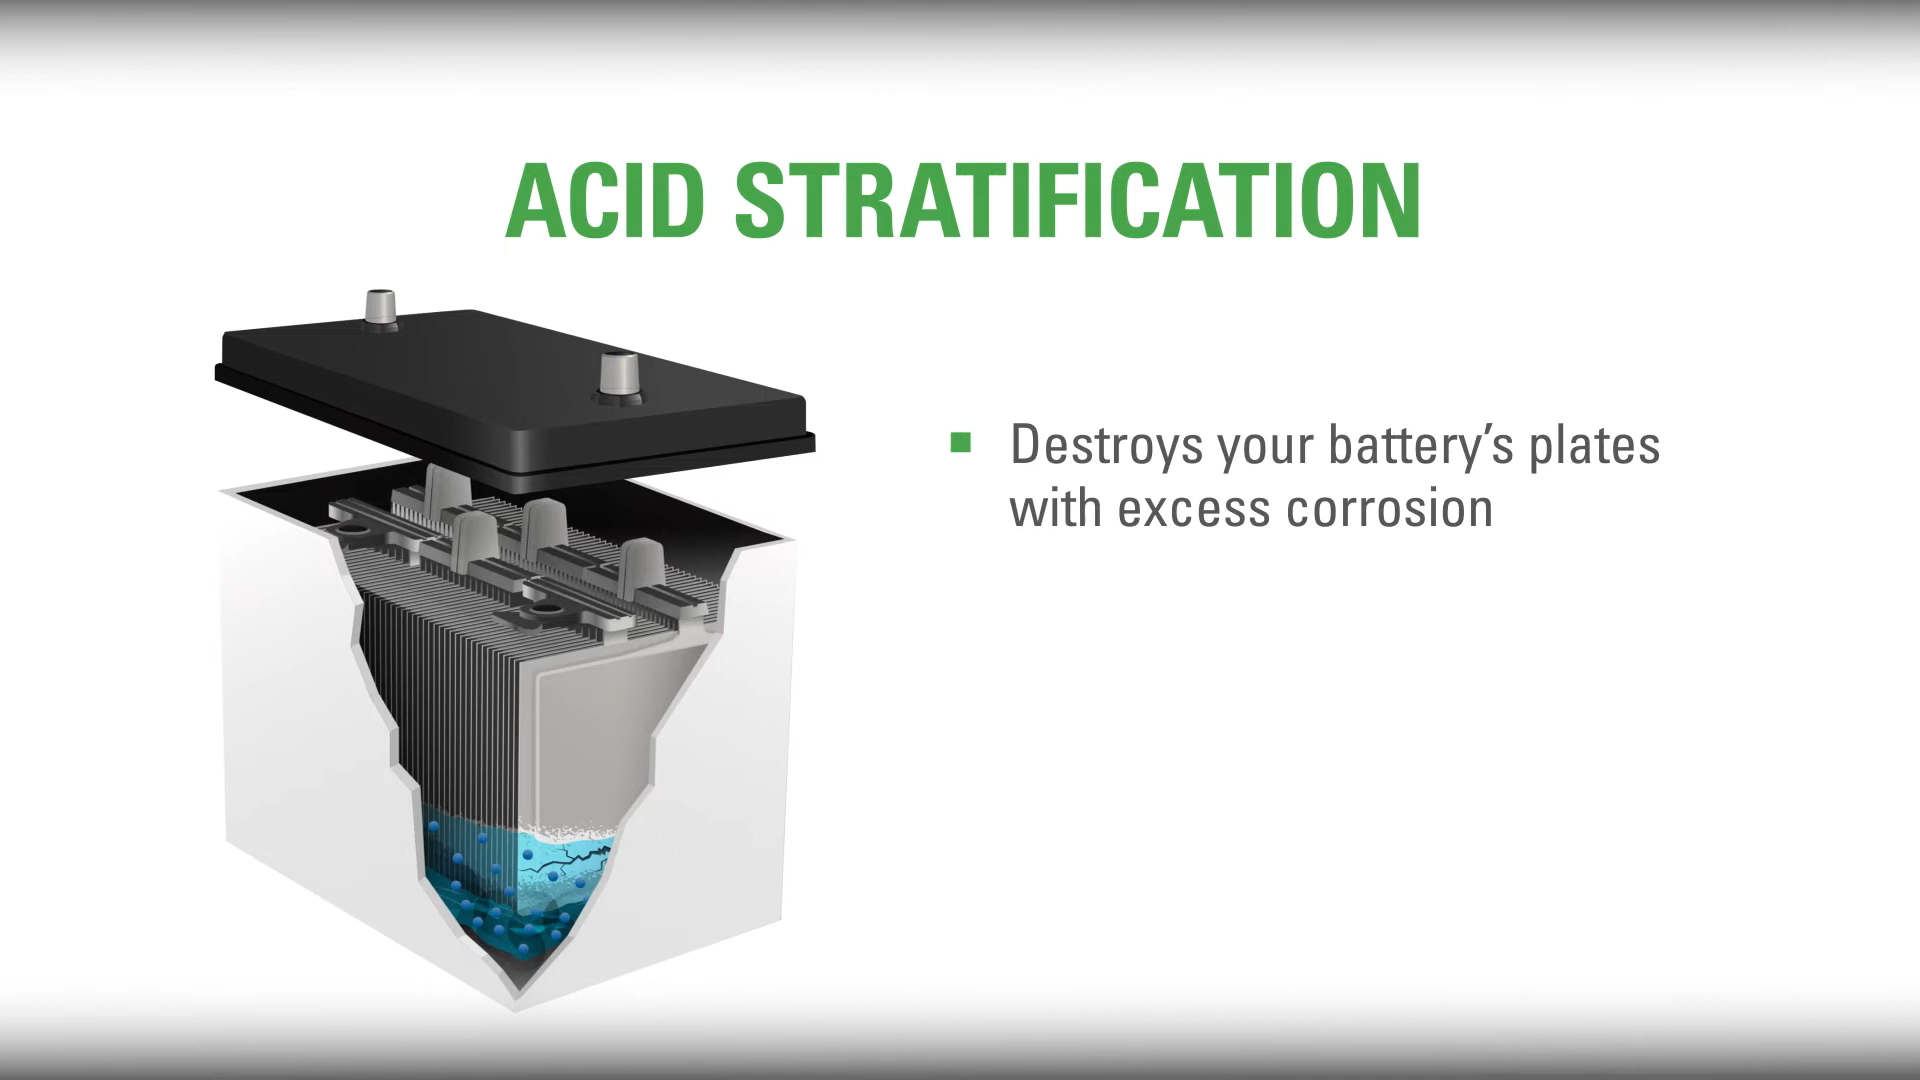 ACID STRATIFICATION
Destroys your battery’s plates
with excess corrosion